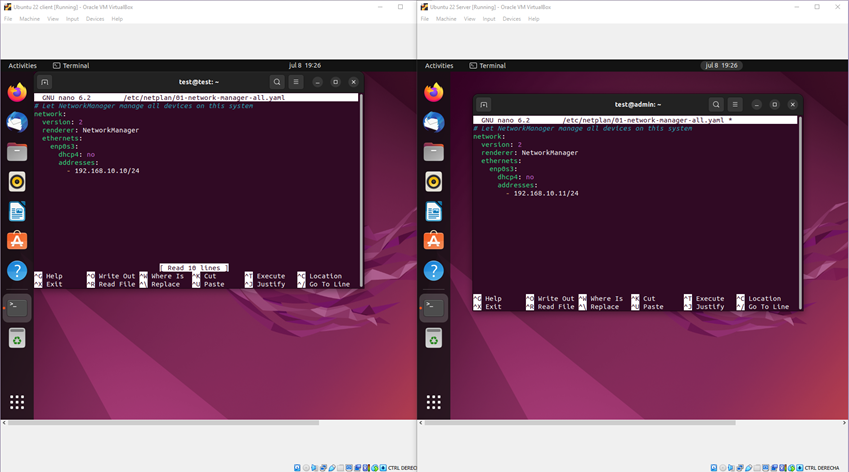 Ubuntu 22 client [Running] - Oracle VM VirtualBox
File Machine View Input Devices Help
Activities Terminal jul 8 19:26
test@test: ~
GNU nano 6.2 /etc/netplan/01-network-manager-all.yaml
# Let NetworkManager manage all devices on this system
network:
version: 2
renderer: NetworkManager
ethernets:
enp0s3:
dhcp4: no
addresses:
- 192.168.10.10/24
[ Read 10 lines ]
^G Help ^O Write Out ^W Where Is ^K Cut ^T Execute ^C Location
^X Exit ^R Read File ^\ Replace ^U Paste ^J Justify ^/ Go To Line
CTRL DEREC
Ubuntu 22 Server [Running] - Oracle VM VirtualBox
File Machine View Input Devices Help
Activities Terminal jul 8 19:26
test@admin: ~
GNU nano 6.2 /etc/netplan/01-network-manager-all.yaml *
# Let NetworkManager manage all devices on this system
network:
version: 2
renderer: NetworkManager
ethernets:
enp0s3:
dhcp4: no
addresses:
- 192.168.10.11/24
^G Help ^O Write Out ^W Where Is ^K Cut ^T Execute ^C Location
^X Exit ^R Read File ^\ Replace ^U Paste ^J Justify ^/ Go To Line
CTRL DERECHA